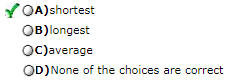 A)shortest
B)longest
C)average
D)None of the choices are correct